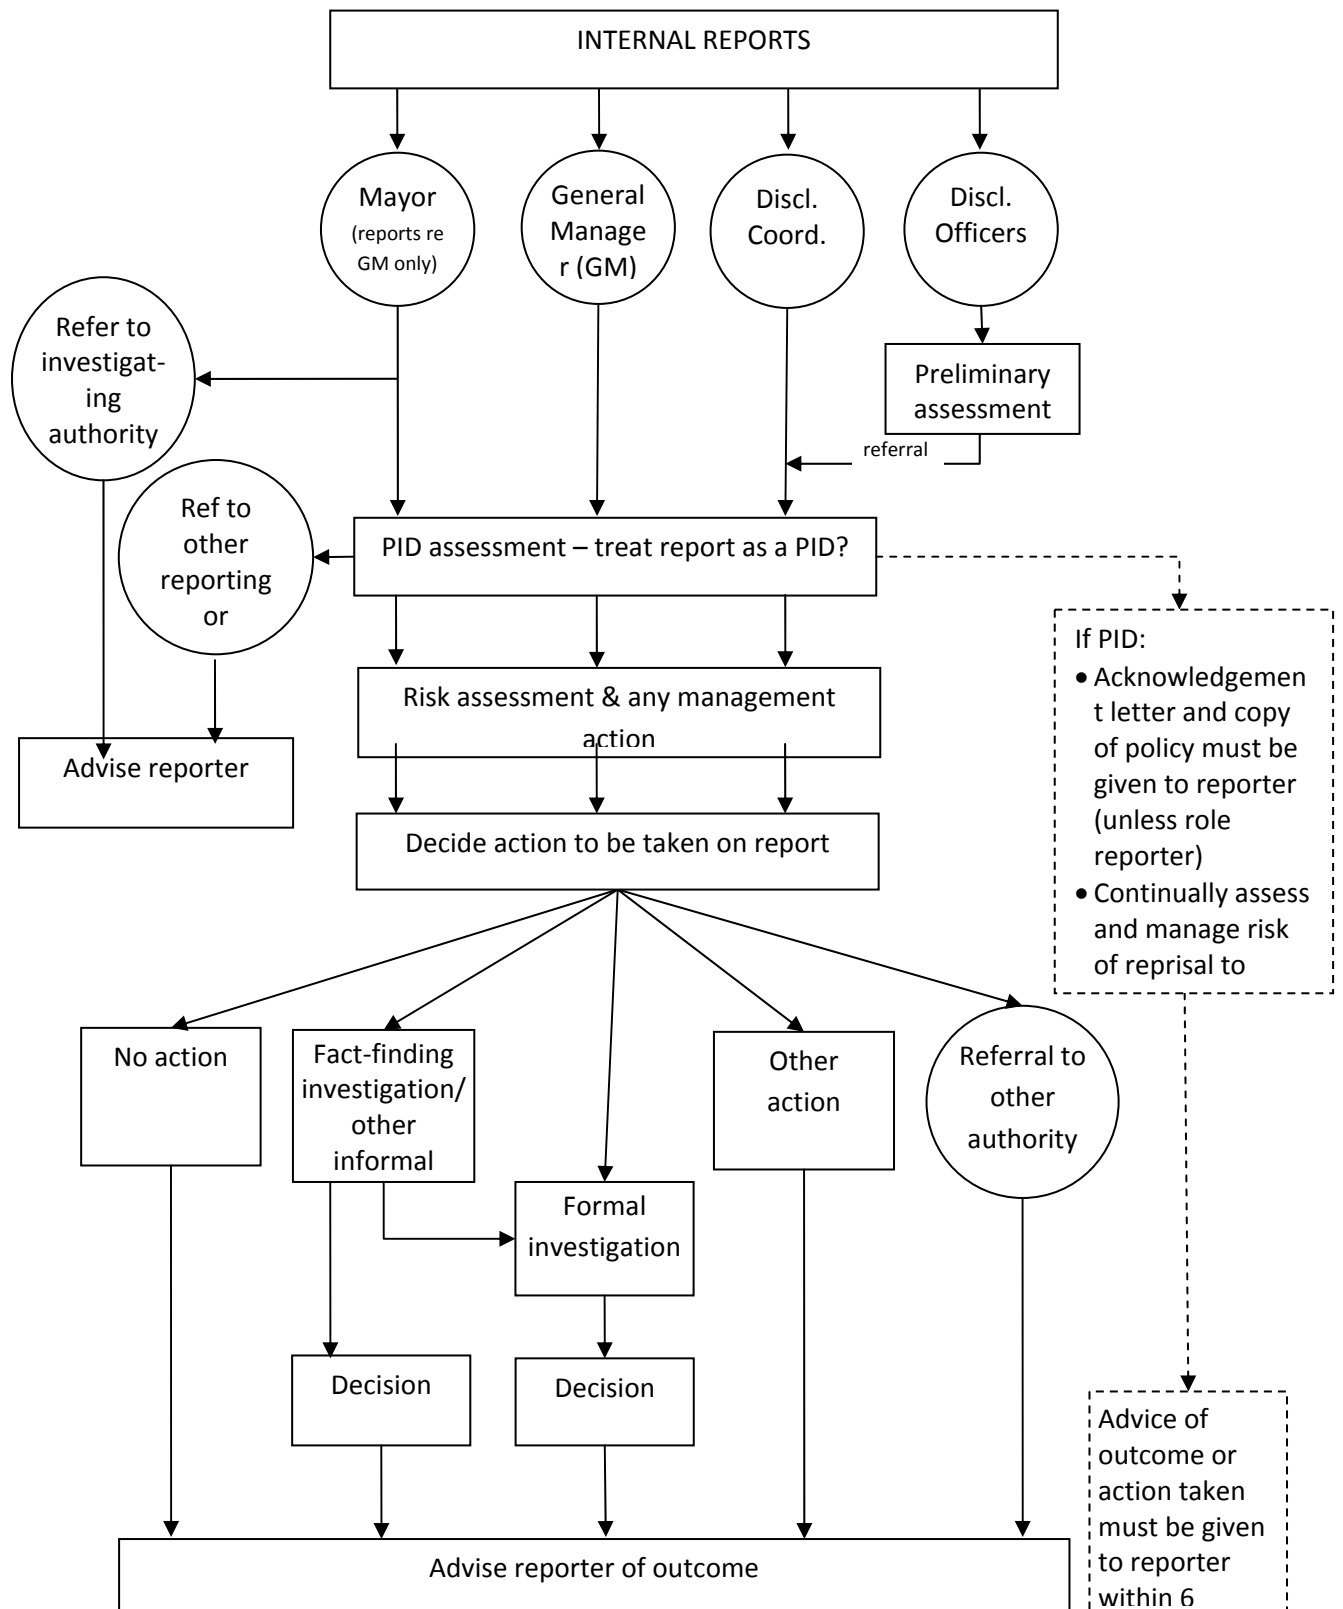 INTERNAL REPORTS
Mayor
(reports re
GM only)
General
Manage
r (GM)
Discl.
Coord.
Discl.
Officers
Refer to
investigat-
ing
authority
Preliminary
assessment
referral
Ref to
other
reporting
or
PID assessment – treat report as a PID?
If PID:
• Acknowledgemen
t letter and copy
of policy must be
given to reporter
(unless role
reporter)
• Continually assess
and manage risk
of reprisal to
Risk assessment & any management
action
Advise reporter
Decide action to be taken on report
No action
Fact-finding
investigation/
other
informal
Other
action
Referral to
other
authority
Formal
investigation
Decision
Decision
Advice of
outcome or
action taken
must be given
to reporter
within 6
Advise reporter of outcome